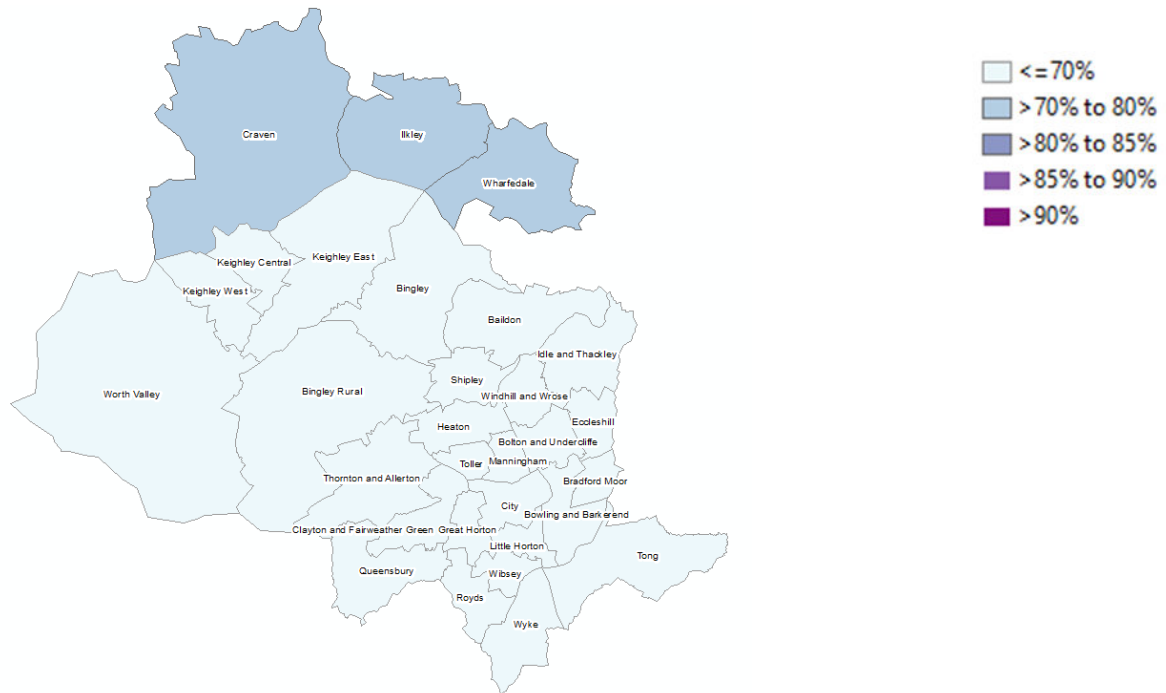 <=70%
>70% to 80%
>80% to 85%
>85% to 90%
>90%
Craven
Ilkley
Wharfedale
Keighley Central
Keighley East
Keighley West
Bingley
Baildon
Idle and Thackley
Shipley
Worth Valley
Bingley Rural
Windhill and Wrose
Heaton
Eccleshill
Bolton and Undercliffe
Toller
Manningham
Thornton and Allerton
Bradford Moor
City
Bowling and Barkerend
Clayton and Fairweather Green
Great Horton
Little Horton
Tong
Queensbury
Wibsey
Royds
Wyke